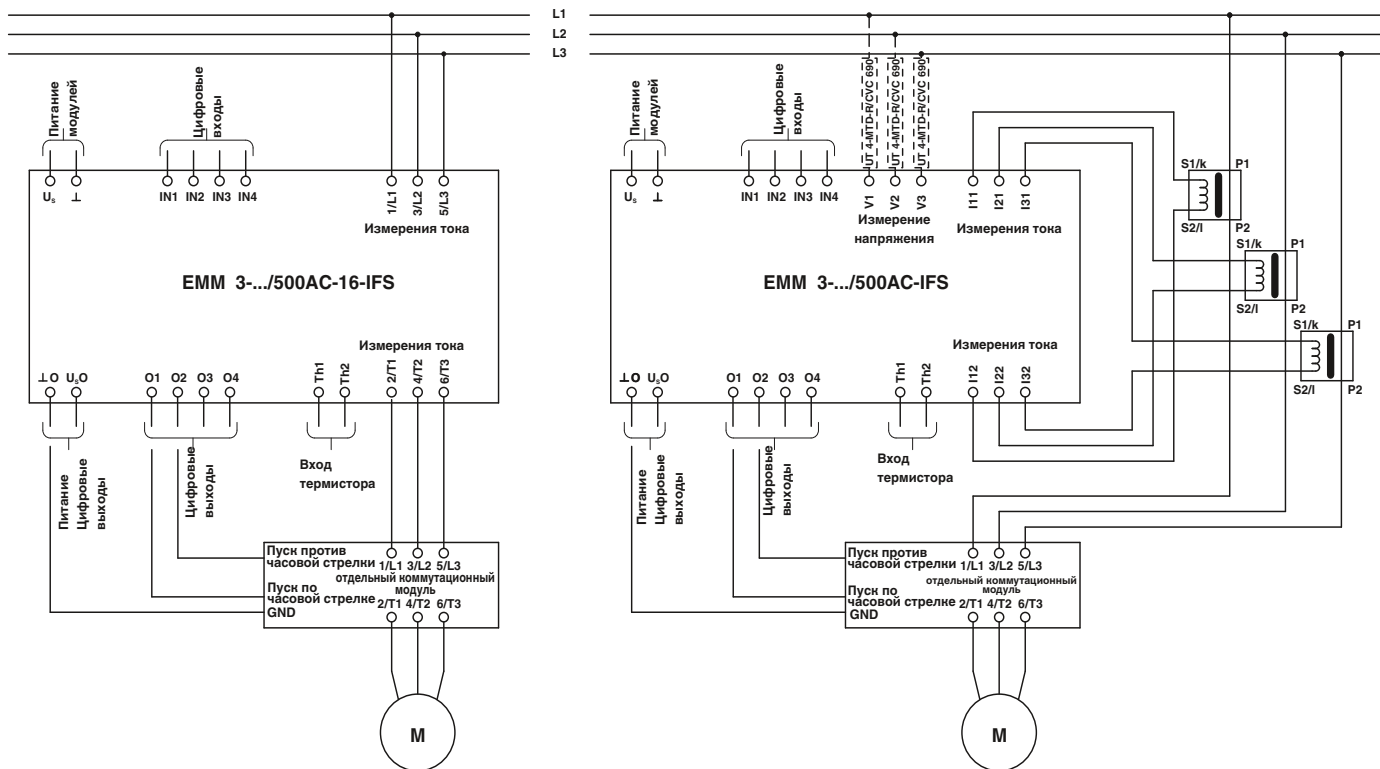 L1
L2
L3
Питание
модулей
Цифровые
входы
Us
⊥
IN1 IN2 IN3 IN4
1/L1
3/L2
5/L3
Измерения тока
EMM 3-.../500AC-16-IFS
Измерения тока
⊥O UsO
O1 O2 O3 O4
Th1
Th2
2/T1
4/T2
6/T3
Питание
Цифровые
выходы
Цифровые
выходы
Вход
термистора
Пуск против
часовой стрелки
1/L1 3/L2 5/L3
отдельный коммутационный
модуль
Пуск по
часовой стрелке
2/T1 4/T2 6/T3
GND
M
Питание
модулей
Цифровые
входы
UT 4-MTD-R/CVC 690
UT 4-MTD-R/CVC 690
UT 4-MTD-R/CVC 690
Us
⊥
IN1 IN2 IN3 IN4
V1
V2
V3
Измерение
напряжения
I11
I21
I31
Измерения тока
EMM 3-.../500AC-IFS
Измерения тока
⊥O UsO
O1 O2 O3 O4
Th1
Th2
I12
I22
I32
S1/k P1
S2/l P2
S1/k P1
S2/l P2
S1/k P1
S2/l P2
Питание
Цифровые
выходы
Цифровые
выходы
Вход
термистора
Пуск против
часовой стрелки
1/L1 3/L2 5/L3
отдельный коммутационный
модуль
Пуск по
часовой стрелке
2/T1 4/T2 6/T3
GND
M